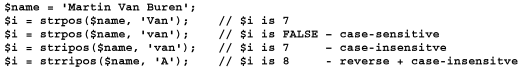 $name = 'Martin Van Buren';
$i = strpos($name, 'Van');    // $i is 7
$i = strpos($name, 'van');    // $i is FALSE - case-sensitive
$i = stripos($name, 'van');   // $i is 7     - case-insensitve
$i = strripos($name, 'A');    // $i is 8     - reverse + case-insensitve